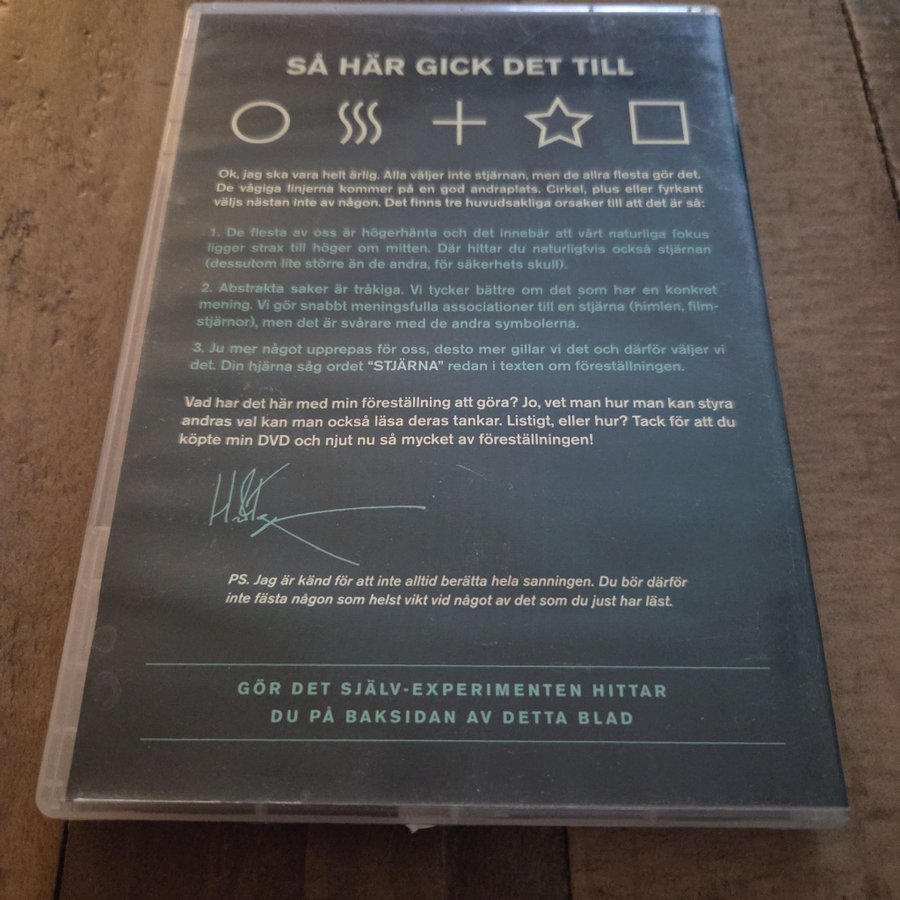 SÅ HÄR GICK DET TILL
Ok, jag ska vara helt ärlig. Alla väljer inte stjärnan, men de allra flesta gör det.
De vågiga linjerna kommer på en god andraplats. Cirkel, plus eller fyrkant
väljs nästan inte av någon. Det finns tre huvudsakliga orsaker till att det är så:
1. De flesta av oss är högerhänta och det innebär att vårt naturliga fokus
ligger strax till höger om mitten. Där hittar du naturligtvis också stjärnan
(dessutom lite större än de andra, för säkerhets skull).
2. Abstrakta saker är tråkiga. Vi tycker bättre om det som har en konkret
mening. Vi gör snabbt meningsfulla associationer till en stjärna (himlen, film-
stjärnor), men det är svårare med de andra symbolerna.
3. Ju mer något upprepas för oss, desto mer gillar vi det och därför väljer vi
det. Din hjärna såg ordet “STJÄRNA” redan i texten om föreställningen.
Vad har det här med min föreställning att göra? Jo, vet man hur man kan styra
andras val kan man också läsa deras tankar. Listigt, eller hur? Tack för att du
köpte min DVD och njut nu så mycket av föreställningen!
PS. Jag är känd för att inte alltid berätta hela sanningen. Du bör därför
inte fästa någon som helst vikt vid något av det som du just har läst.
GÖR DET SJÄLV-EXPERIMENTEN HITTAR
DU PÅ BAKSIDAN AV DETTA BLAD